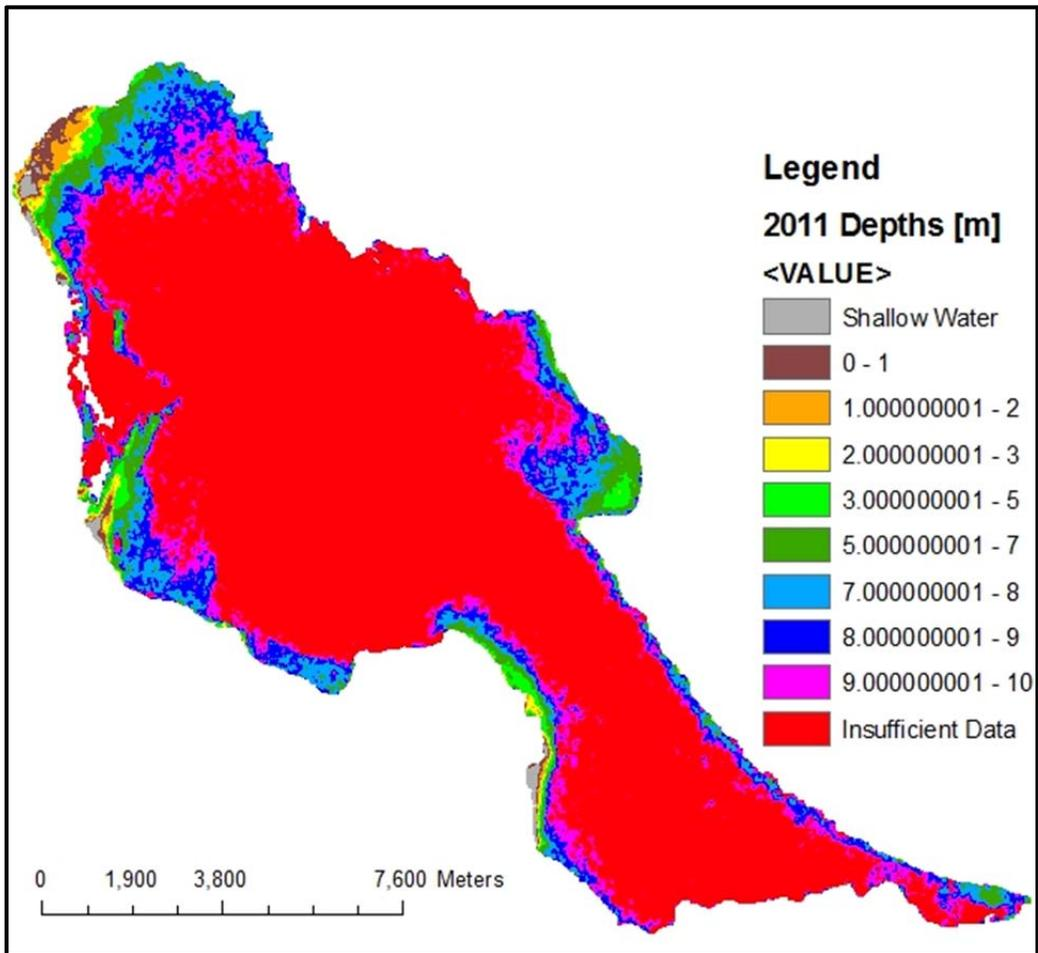 Legend
2011 Depths [m]
<VALUE>
Shallow Water
0 - 1
1.000000001 - 2
2.000000001 - 3
3.000000001 - 5
5.000000001 - 7
7.000000001 - 8
8.000000001 - 9
9.000000001 - 10
Insufficient Data
0 1,900 3,800 7,600 Meters